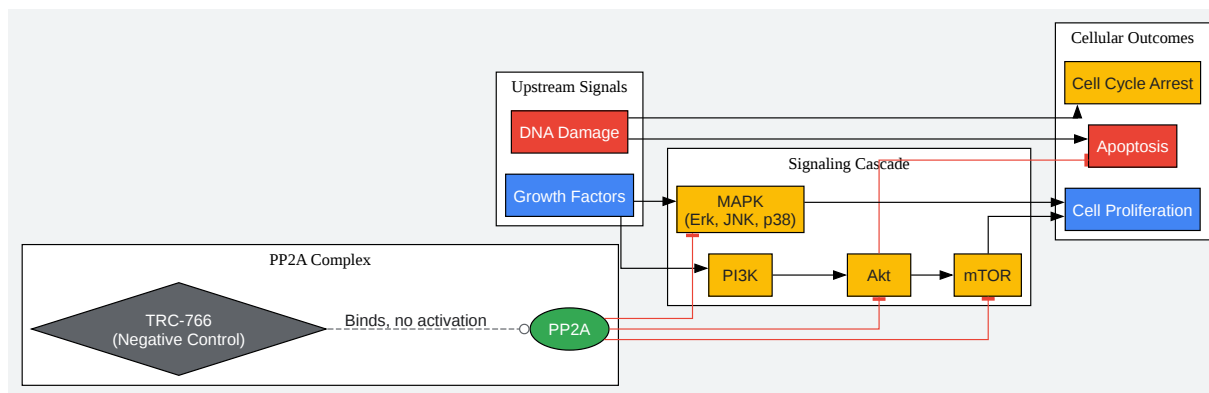 Cellular Outcomes
Cell Cycle Arrest
Upstream Signals
DNA Damage
Apoptosis
Signaling Cascade
Growth Factors
MAPK
(Erk, JNK, p38)
Cell Proliferation
PP2A Complex
PI3K
Akt
mTOR
TRC-766
(Negative Control)
Binds, no activation
PP2A